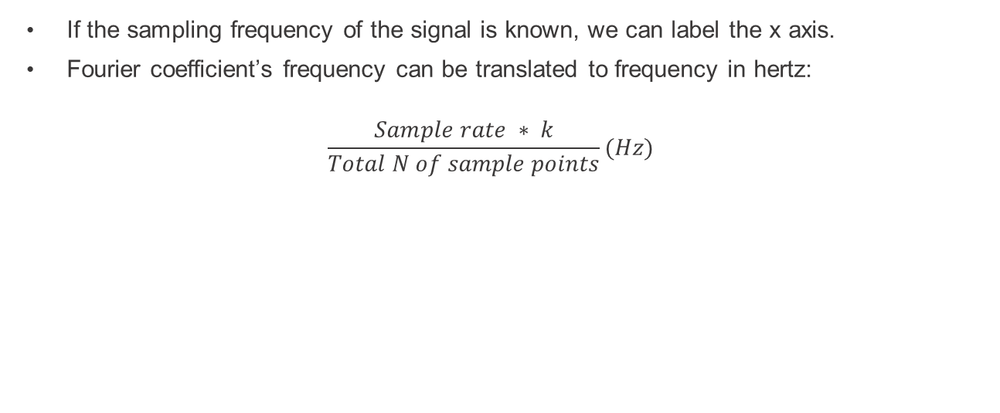 • If the sampling frequency of the signal is known, we can label the x axis.
• Fourier coefficient’s frequency can be translated to frequency in hertz:
Sample rate ∗ k
Total N of sample points (Hz)